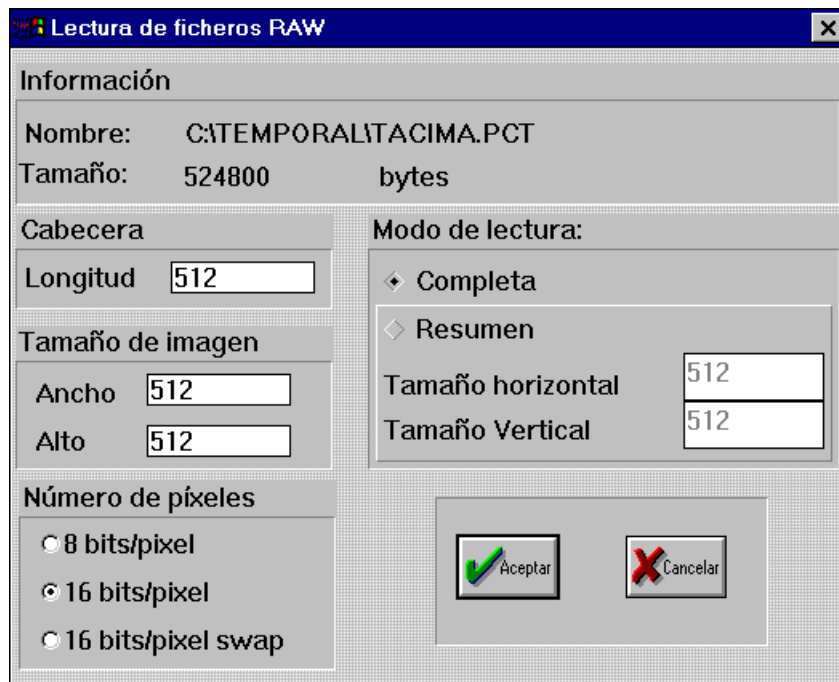 Lectura de ficheros RAW
Información
Nombre: C:\TEMPORAL\TACIMA.PCT
Tamaño: 524800 bytes
Cabecera
Longitud 512
Tamaño de imagen
Ancho 512
Alto 512
Número de píxeles
8 bits/pixel
16 bits/pixel
16 bits/pixel swap
Modo de lectura:
Completa
Resumen
Tamaño horizontal 512
Tamaño Vertical 512
Aceptar Cancelar